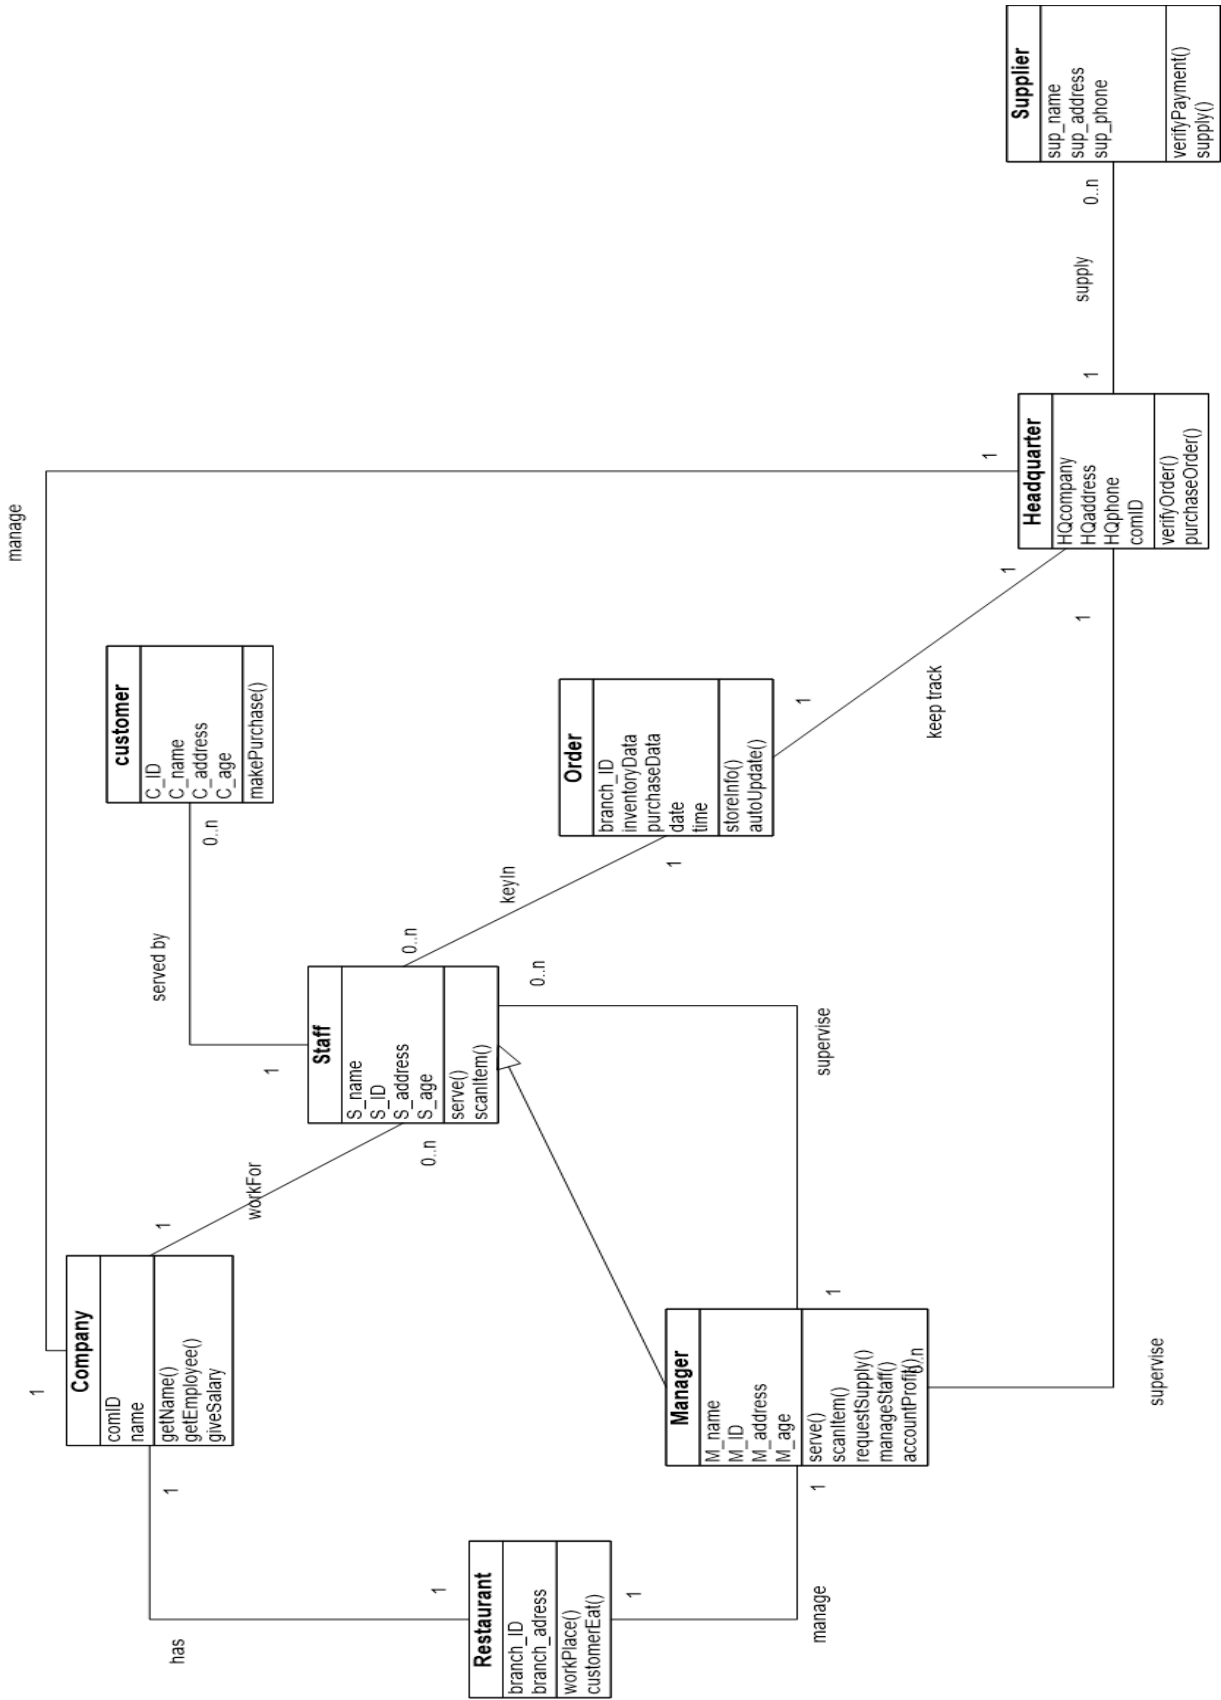 manage
Company
comID
name
getName()
getEmployee()
giveSalary
1
1
1
has
workFor
customer
C_ID
C_name
C_address
C_age
makePurchase()
0..n
served by
1
Staff
S_name
S_ID
S_address
S_age
serve()
scanItem()
0..n
0..n
0..n
keyIn
Restaurant
branch_ID
branch_adress
workPlace()
customerEat()
1
1
manage
Order
branch_ID
inventoryData
purchaseData
date
time
storeInfo()
autoUpdate()
1
1
keep track
Manager
M_name
M_ID
M_address
M_age
serve()
scanItem()
requestSupply()
manageStaff()
accountProfit()
0..n
1
1
supervise
supervise
Headquarter
HQcompany
HQaddress
HQphone
comID
verifyOrder()
purchaseOrder()
1
1
1
1
supply
0..n
Supplier
sup_name
sup_address
sup_phone
verifyPayment()
supply()